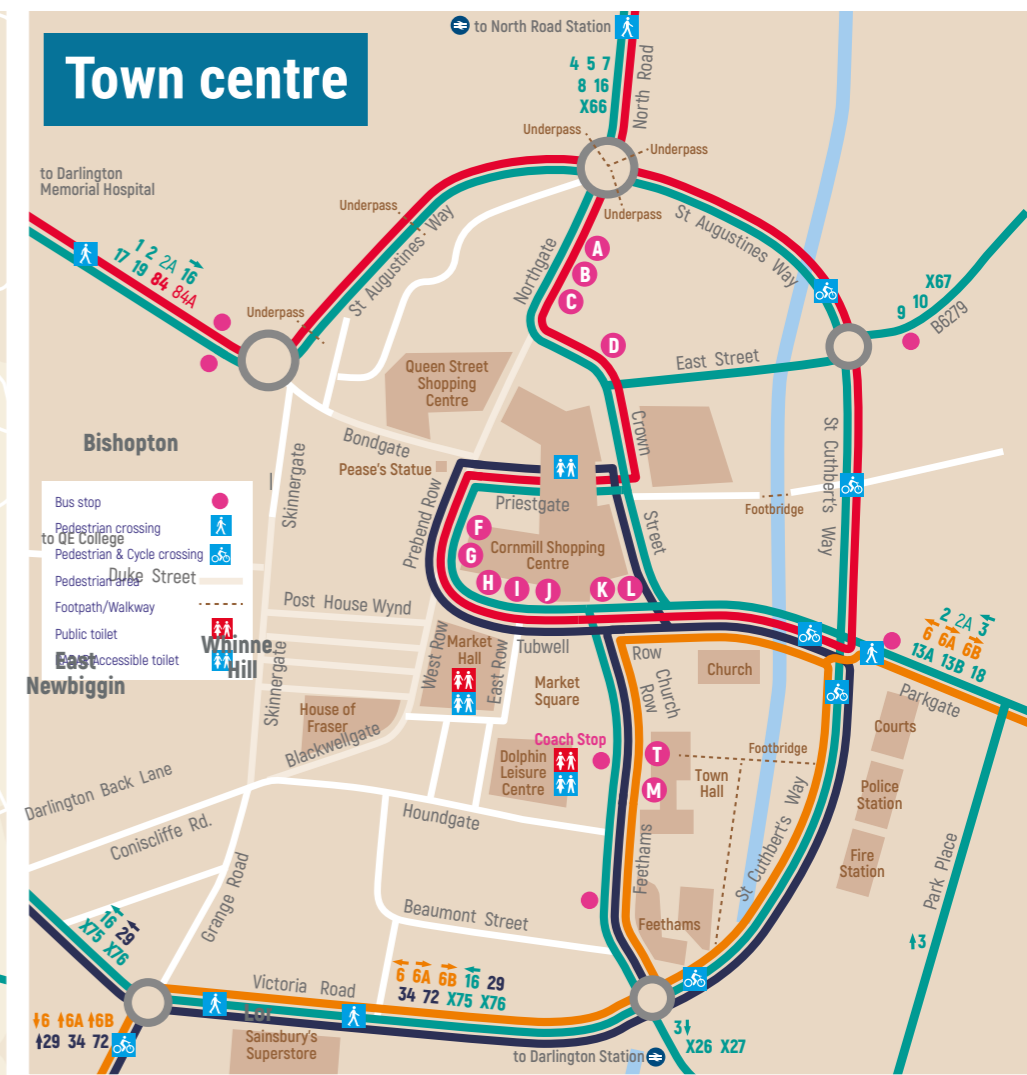 Town centre
to North Road Station
4 5 7
8 16
X66
North Road
Underpass
Underpass
Underpass
to Darlington
Memorial Hospital
Underpass
St Augustines Way
St Augustines Way
1 2 2A 16
17 19 84 84A
Underpass
Northgate
A
B
C
D
X67
9 10
B6279
East Street
Queen Street
Shopping
Centre
Crown
Street
St Cuthbert's Way
Bishopton
Bondgate
Pease's Statue
Skinnergate
Prebend Row
Priestgate
Footbridge
Cornmill Shopping
Centre
F
G
H
I
J
K
L
Bus stop
Pedestrian crossing
to QE College
Pedestrian & Cycle crossing
Pedestrian area
Duke Street
Footpath/Walkway
Public toilet
Accessible toilet
Whinne
Hill
East
Newbiggin
Post House Wynd
Skinnergate
West Row
Market
Hall
East Row
Tubwell
Row
Market
Square
Church
Row
Church
2 2A 3
6 6A 6B
13A 13B 18
Parkgate
House of
Fraser
Blackwellgate
Coach Stop
Dolphin
Leisure
Centre
T
M
Town
Hall
Footbridge
Courts
Police
Station
Fire
Station
Darlington Back Lane
Coniscliffe Rd.
Houndgate
Feethams
St Cuthbert's Way
Park Place
3
Grange Road
Beaumont Street
Feethams
16 29
X75 X76
Victoria Road
6 6A 6B 16 29
34 72 X75 X76
6 6A 6B
29 34 72
Sainsbury's
Superstore
to Darlington Station
3
X26 X27